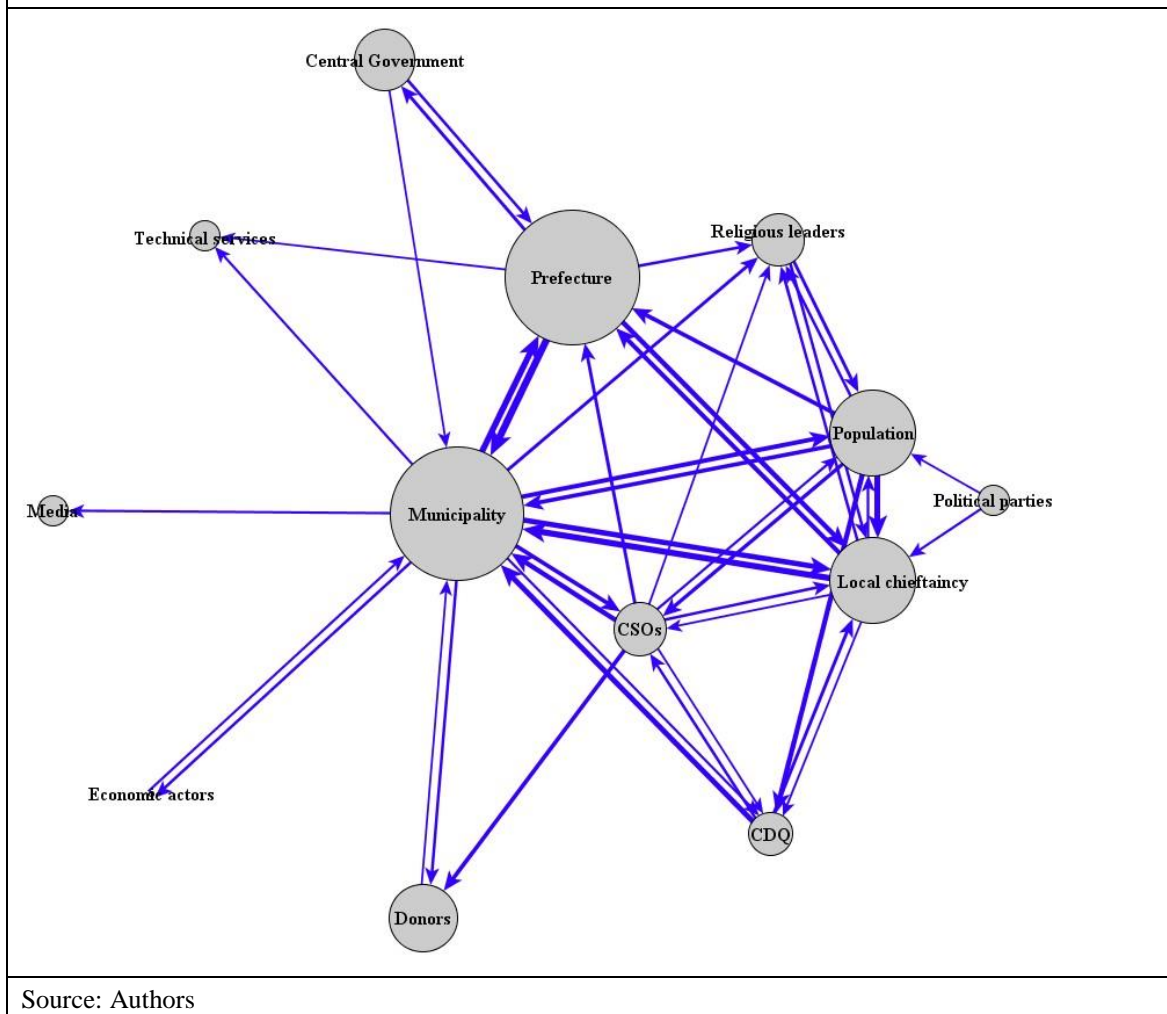 Central Government
Technical services
Religious leaders
Prefecture
Population
Political parties
Media
Municipality
Local chieftaincy
CSOs
Economic actors
CDQ
Donors
Source: Authors